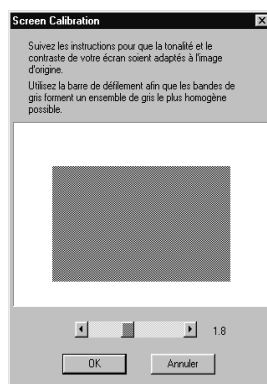 Screen Calibration
Suivez les instructions pour que la tonalité et le
contraste de votre écran soient adaptés à l'image
d'origine.
Utilisez la barre de défilement afin que les bandes de
gris forment un ensemble de gris le plus homogène
possible.
1.8
OK Annuler